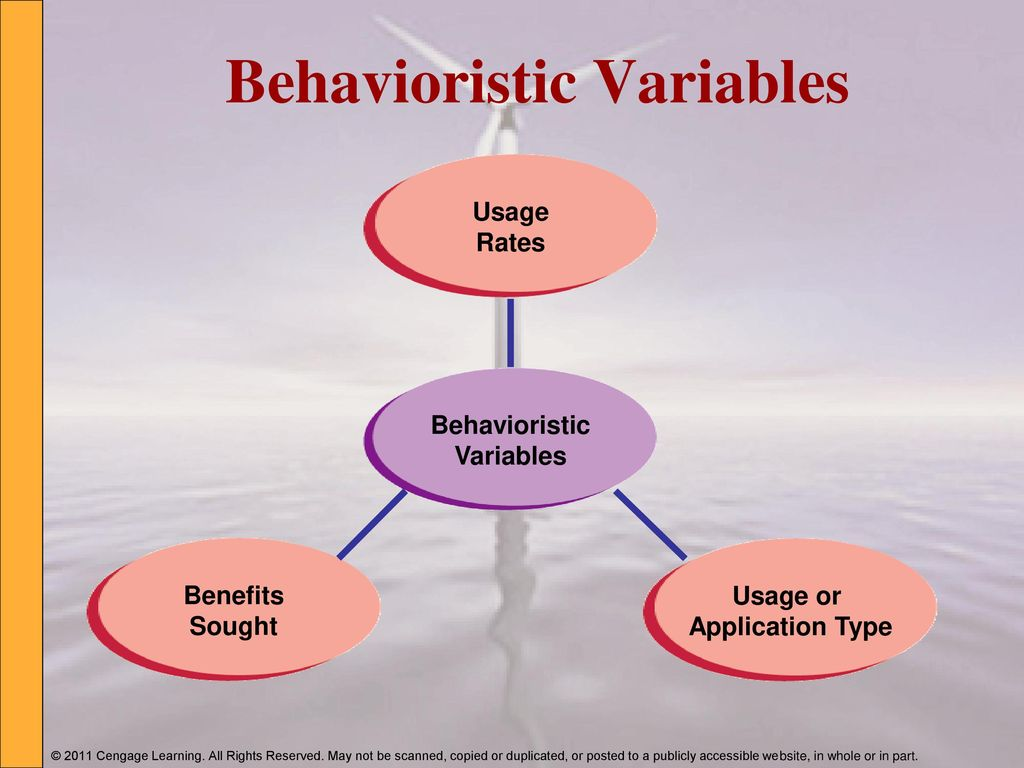 Behavioristic Variables
Usage
Rates
Behavioristic
Variables
Benefits
Sought
Usage or
Application Type
© 2011 Cengage Learning. All Rights Reserved. May not be scanned, copied or duplicated, or posted to a publicly accessible website, in whole or in part.